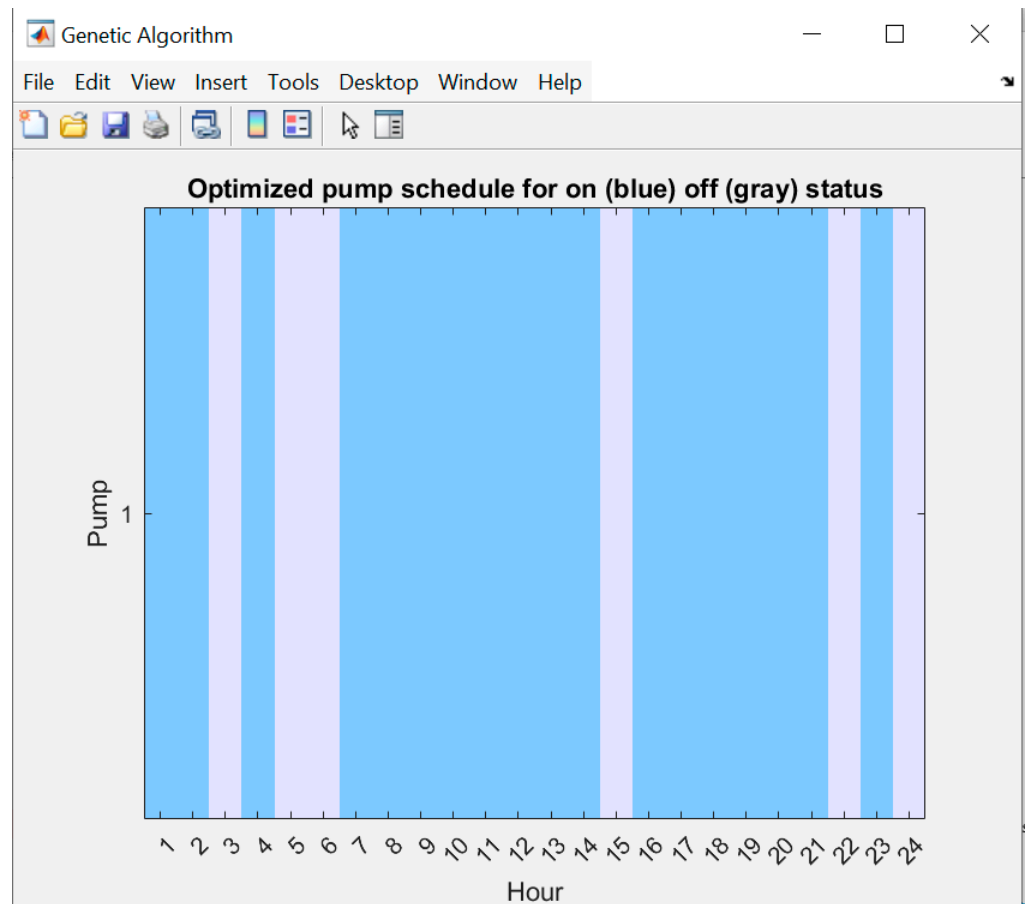 Genetic Algorithm
File Edit View Insert Tools Desktop Window Help
Optimized pump schedule for on (blue) off (gray) status
Pump
1
1 2 3 4 5 6 7 8 9 10 11 12 13 14 15 16 17 18 19 20 21 22 23 24
Hour